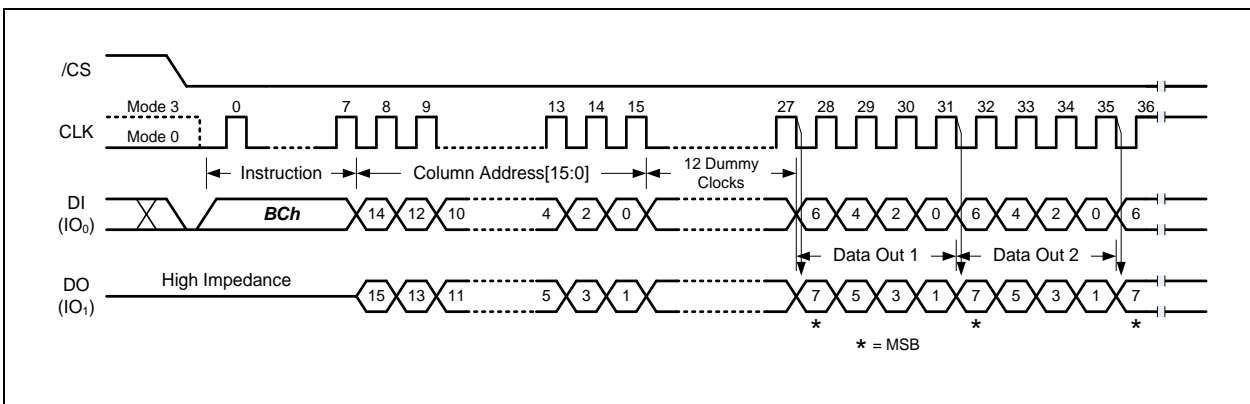 /CS
Mode 3 0 7 8 9 13 14 15 27 28 29 30 31 32 33 34 35 36
CLK Mode 0
Instruction Column Address[15:0] 12 Dummy
Clocks
DI
(IO0) BCh 14 12 10 4 2 0 6 4 2 0 6 4 2 0 6
Data Out 1 Data Out 2
DO High Impedance
(IO1) 15 13 11 5 3 1 7 5 3 1 7 5 3 1 7
* * *
* = MSB